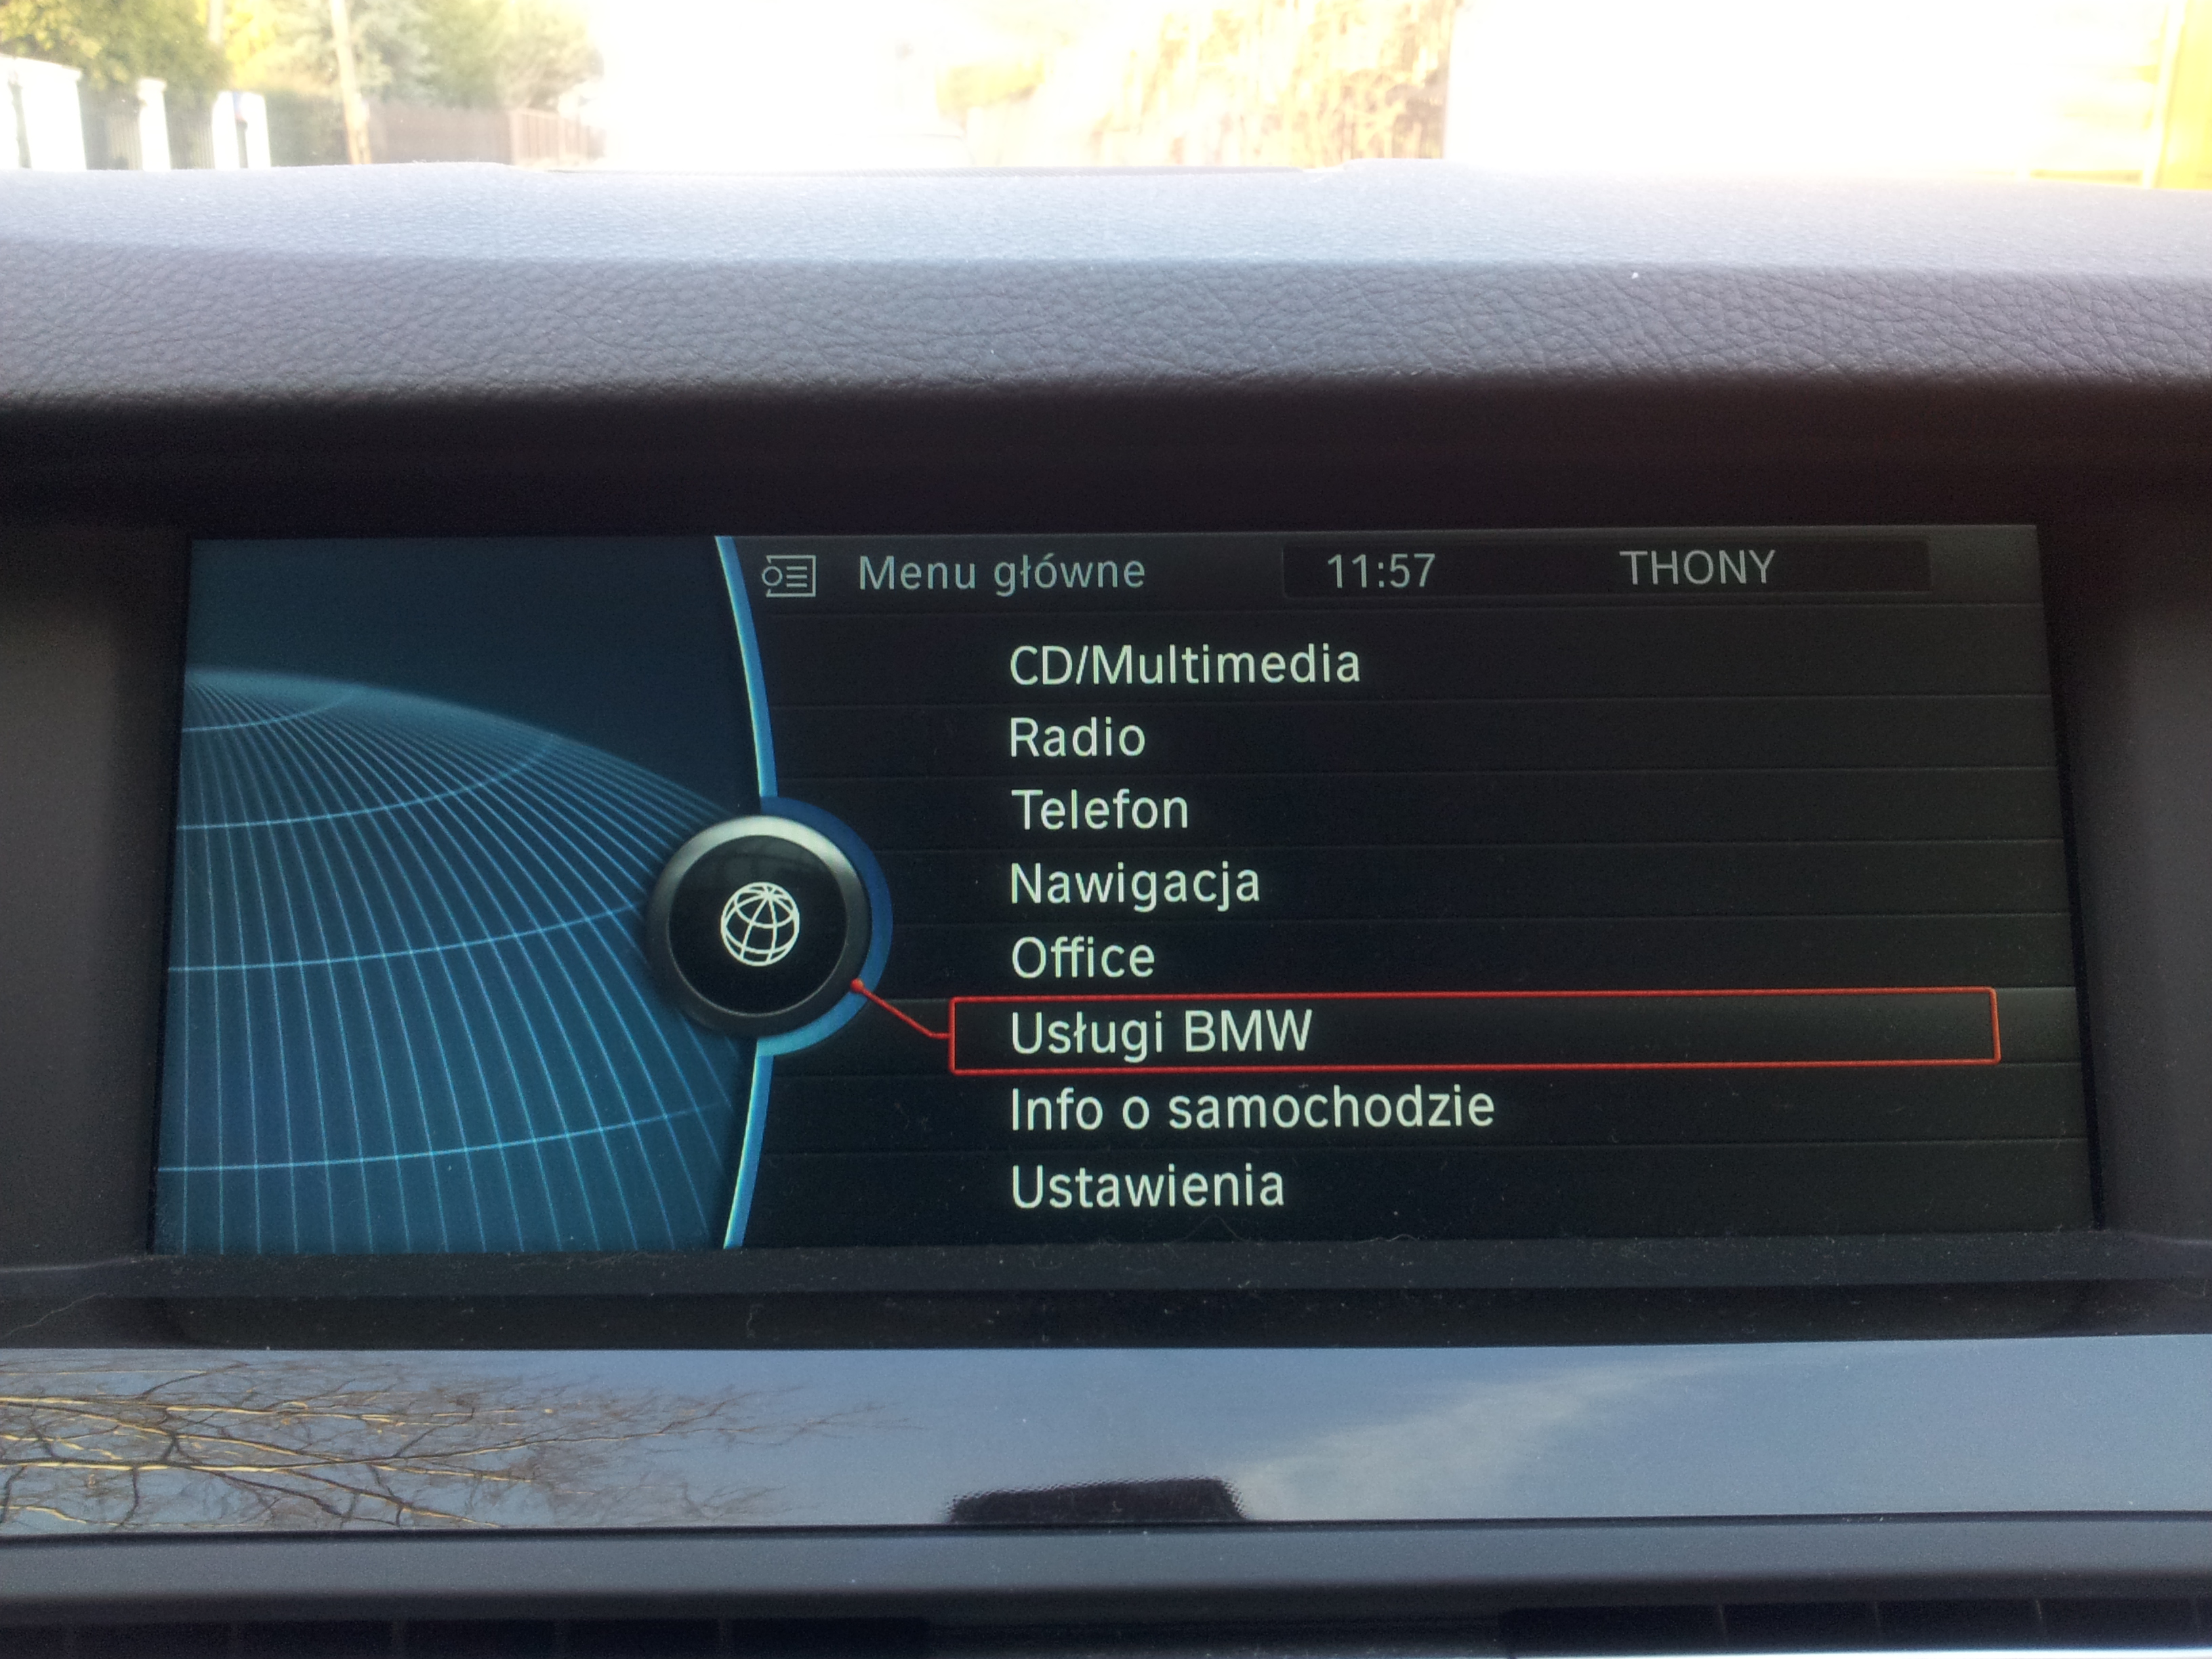 Menu główne 11:57 THONY
CD/Multimedia
Radio
Telefon
Nawigacja
Office
Usługi BMW
Info o samochodzie
Ustawienia